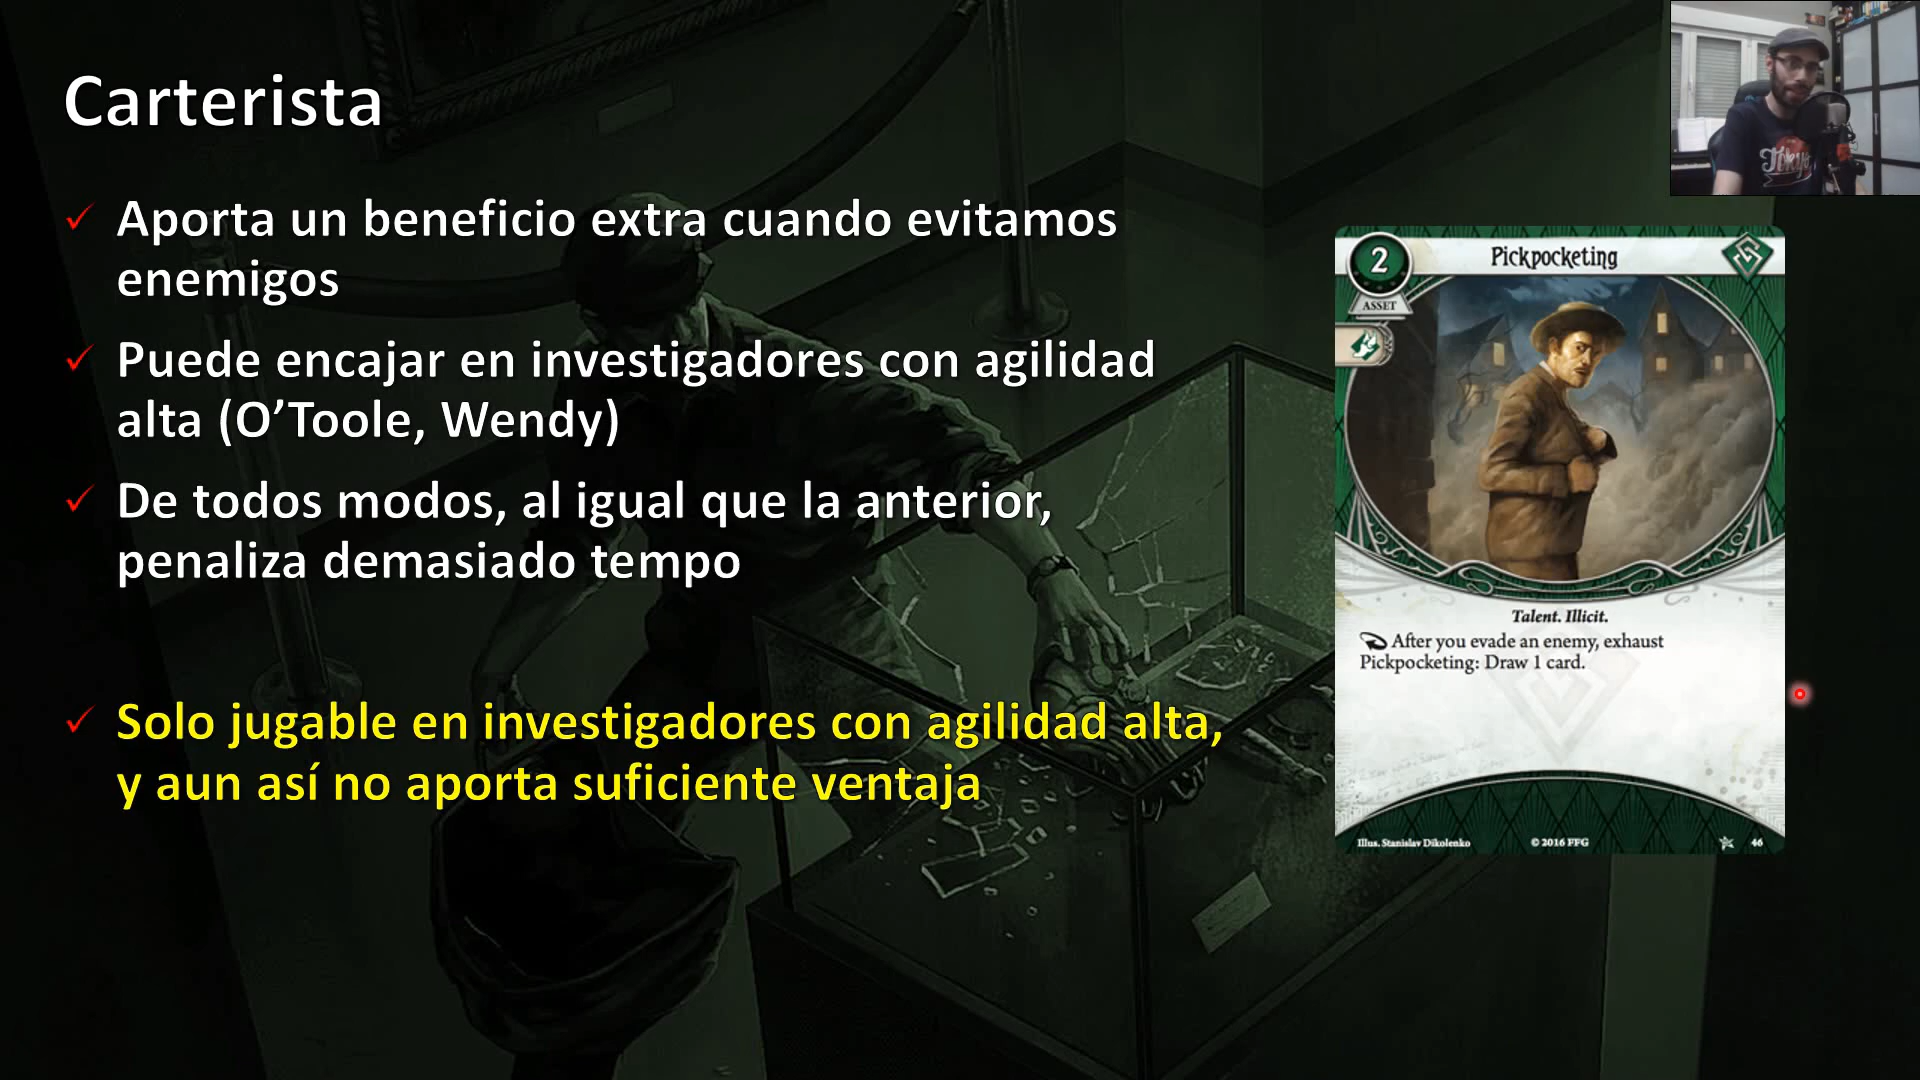 Carterista
Aporta un beneficio extra cuando evitamos
enemigos
Puede encajar en investigadores con agilidad
alta (O’Toole, Wendy)
De todos modos, al igual que la anterior,
penaliza demasiado tempo
Solo jugable en investigadores con agilidad alta,
y aun así no aporta suficiente ventaja
2
Pickpocketing
ASSET
Talent. Illicit.
After you evade an enemy, exhaust
Pickpocketing: Draw 1 card.
Illus. Stanislav Dikolenko
© 2016 FFG
46